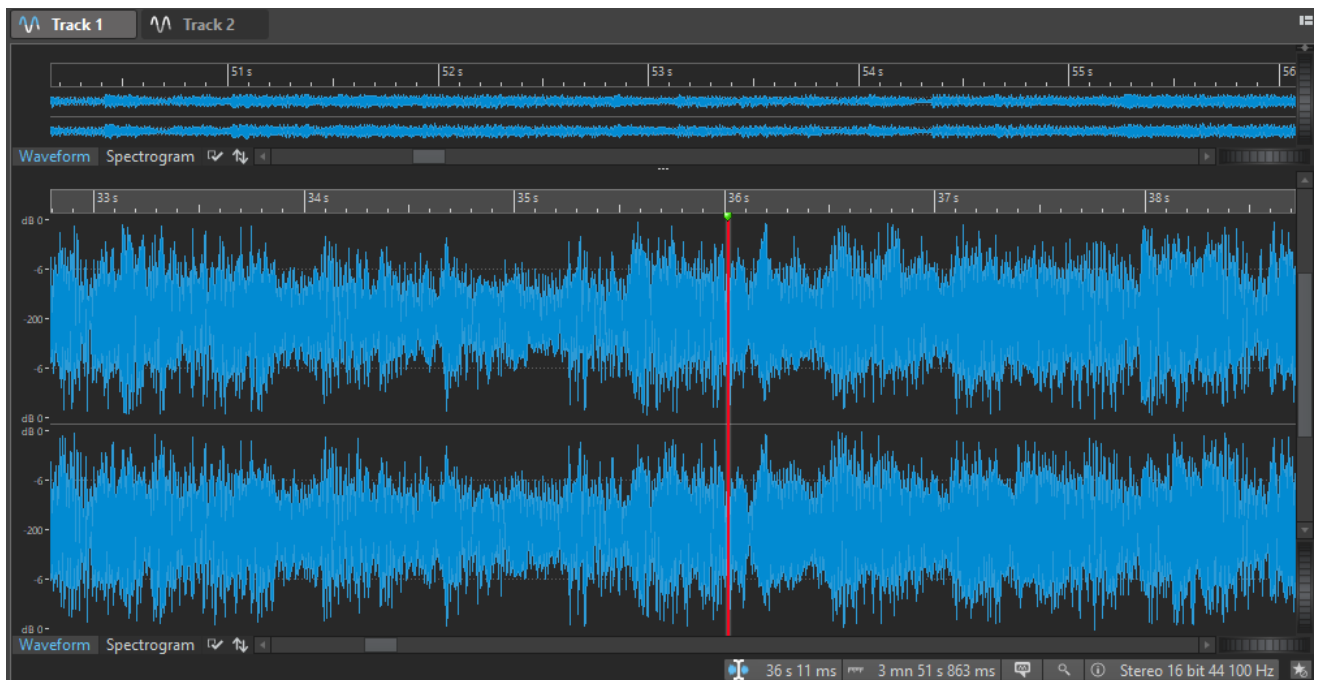 Track 1 Track 2
51 s 52 s 53 s 54 s 55 s 56
Waveform Spectrogram
33 s 34 s 35 s 36 s 37 s 38 s
dB 0
-6
-200
-6
dB 0
dB 0
-6
-200
-6
dB 0
Waveform Spectrogram
36 s 11 ms 3 mn 51 s 863 ms Stereo 16 bit 44 100 Hz